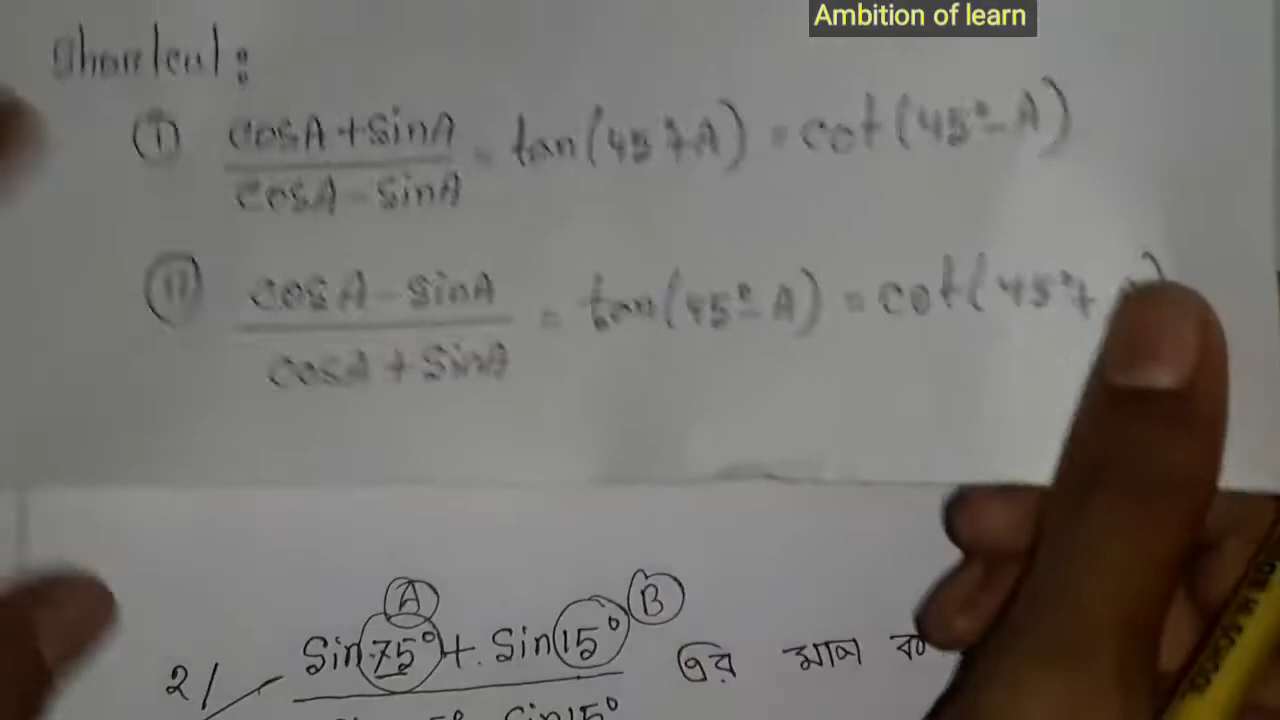 Ambition of learn
Shortcut:
(i) cosA + sinA / cosA - sinA = tan(45°+A) = cot(45°-A)
(ii) cosA - sinA / cosA + sinA = tan(45°-A) = cot(45°+
2/ Sin75° + Sin15° এর মান
(A) (B)
Sin15°